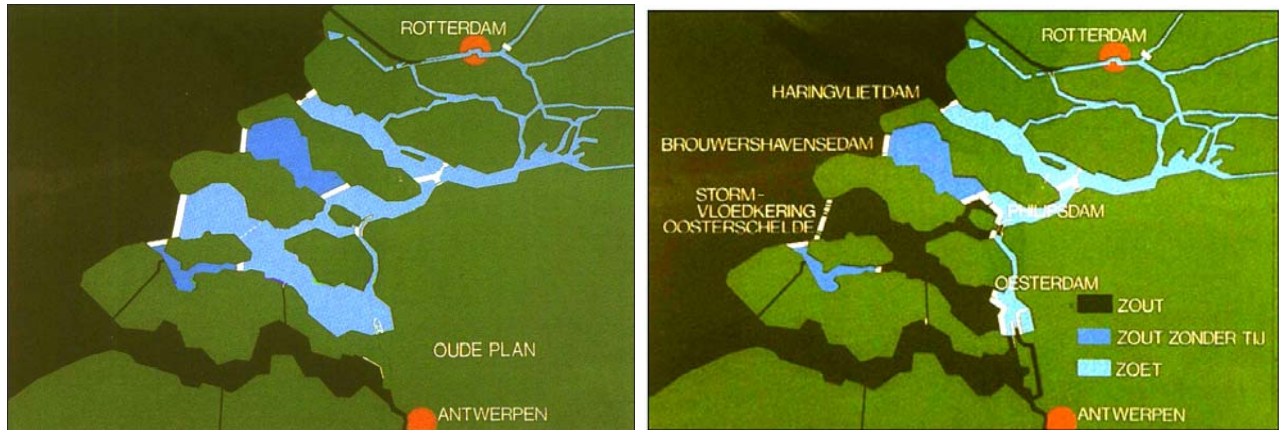 ROTTERDAM
OUDE PLAN
ANTWERPEN
ROTTERDAM
HARINGVLIETDAM
BROUWERSHAVENSEDAM
STORM-
VLOEDKERING
OOSTERSCHELDE
PHILIPSDAM
OESTERDAM
ZOUT
ZOUT ZONDER TIJ
ZOET
ANTWERPEN